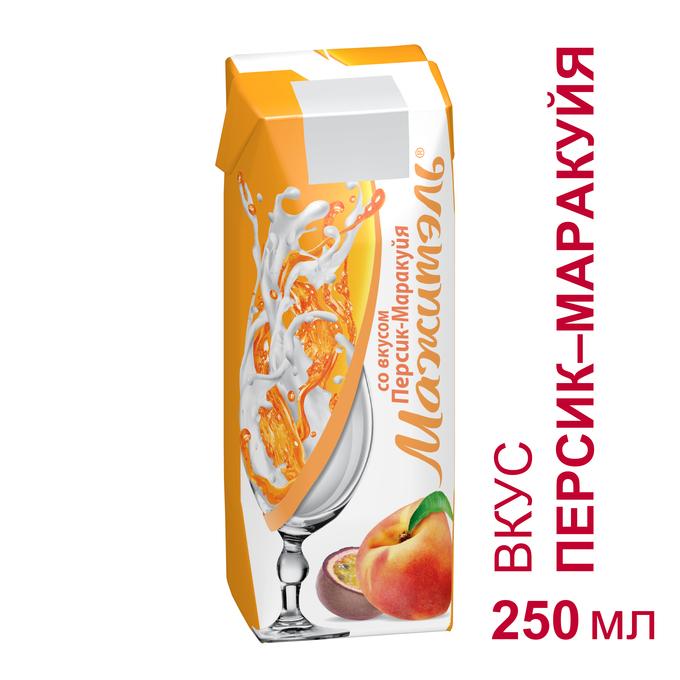 со вкусом
Персик-Маракуйя
Мажитэль®
ВКУС
ПЕРСИК–МАРАКУЙЯ
250 мл